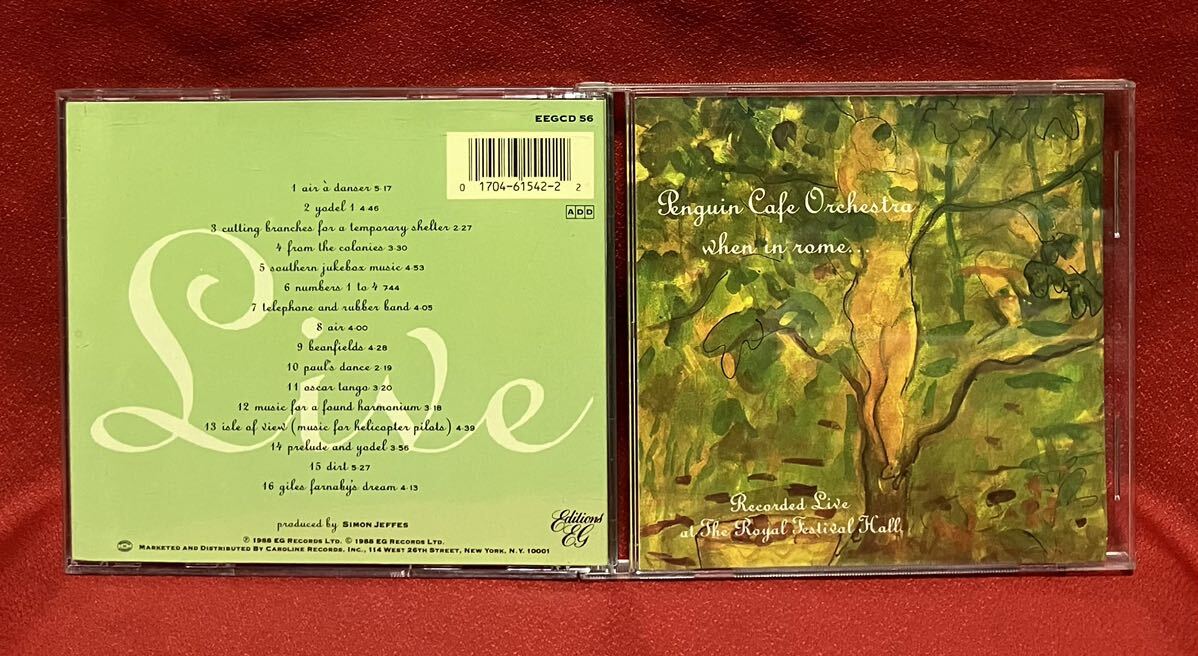 EEGCD 56
0 1704-61542-2 2
ADD
Live
1 air à danser 5·17
2 yodel 1 4·46
3 cutting branches for a temporary shelter 2·27
4 from the colonies 3·30
5 southern jukebox music 4·53
6 numbers 1 to 4 7·44
7 telephone and rubber band 4·05
8 air 4·00
9 beanfields 4·28
10 paul's dance 2·19
11 oscar tango 3·20
12 music for a found harmonium 3·18
13 isle of view (music for helicopter pilots) 4·39
14 prelude and yodel 3·56
15 dirt 5·27
16 giles farnaby's dream 4·13
produced by SIMON JEFFES
Editions
EG
℗ 1988 EG RECORDS LTD. © 1988 EG RECORDS LTD.
MARKETED AND DISTRIBUTED BY CAROLINE RECORDS, INC., 114 WEST 26TH STREET, NEW YORK, N.Y. 10001
Penguin Cafe Orchestra
when in rome...
Recorded Live
at The Royal Festival Hall,